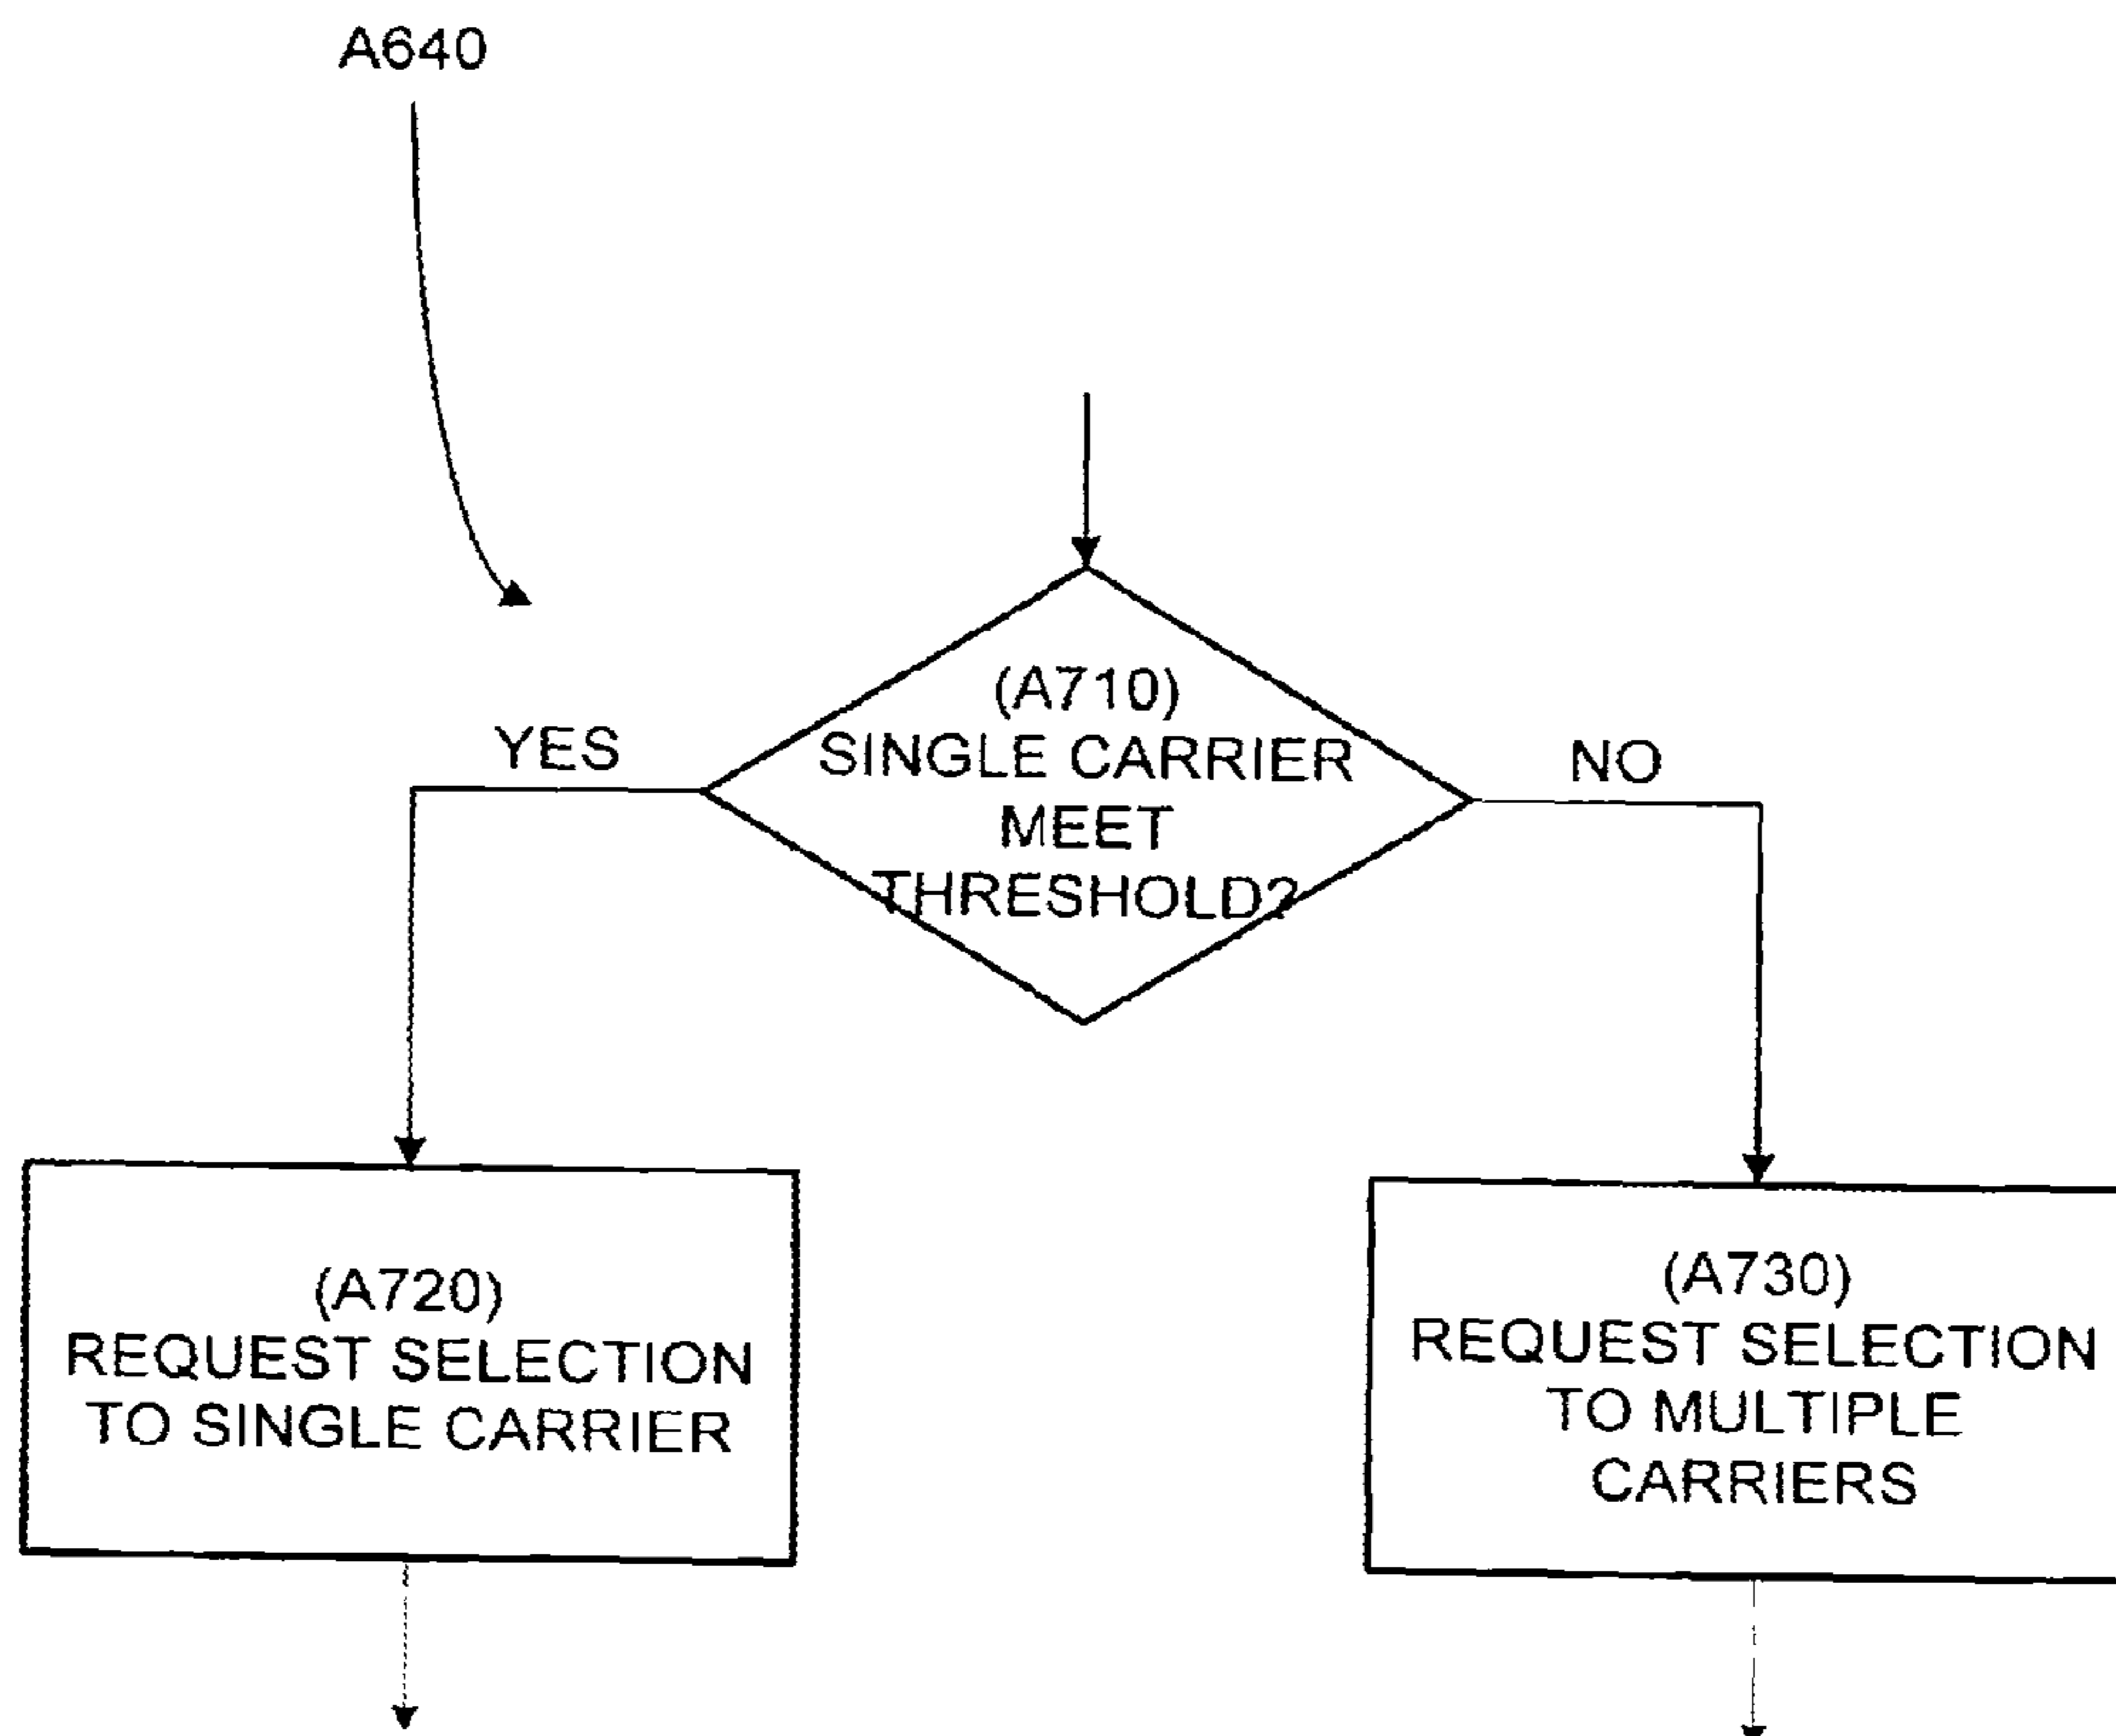 A640
(A710)
SINGLE CARRIER
MEET
THRESHOLD?
YES
NO
(A720)
REQUEST SELECTION
TO SINGLE CARRIER
(A730)
REQUEST SELECTION
TO MULTIPLE
CARRIERS